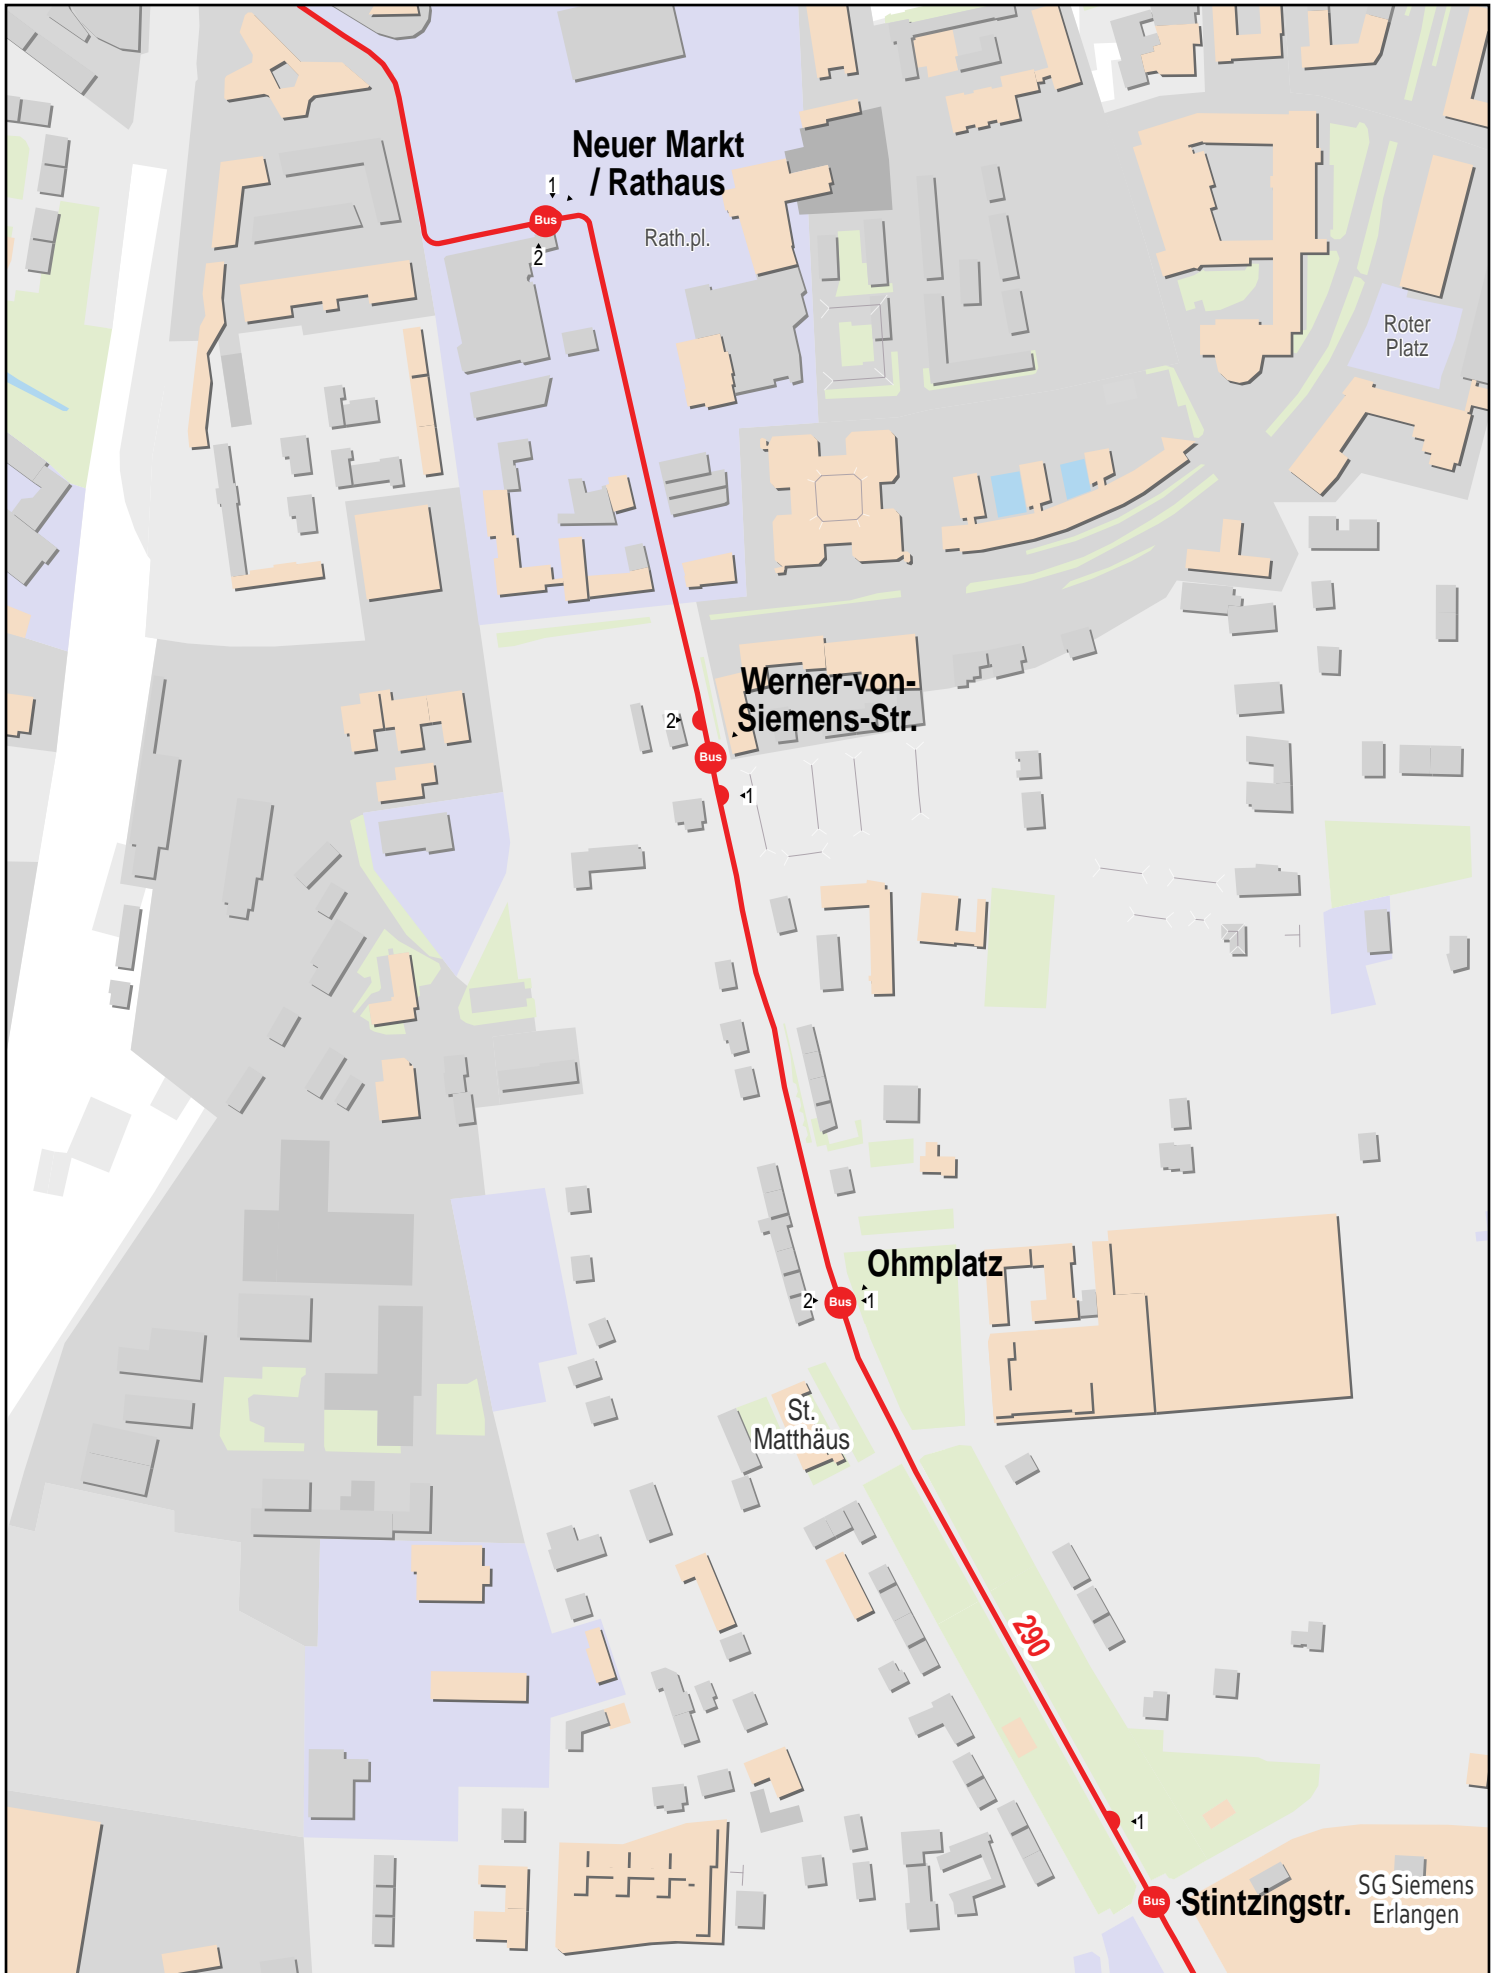 Neuer Markt
/ Rathaus
1
Bus
2
Rath.pl.
Roter
Platz
Werner-von-
Siemens-Str.
2
Bus
1
Ohmplatz
2
Bus
1
St.
Matthäus
290
1
Bus
Stintzingstr.
SG Siemens
Erlangen